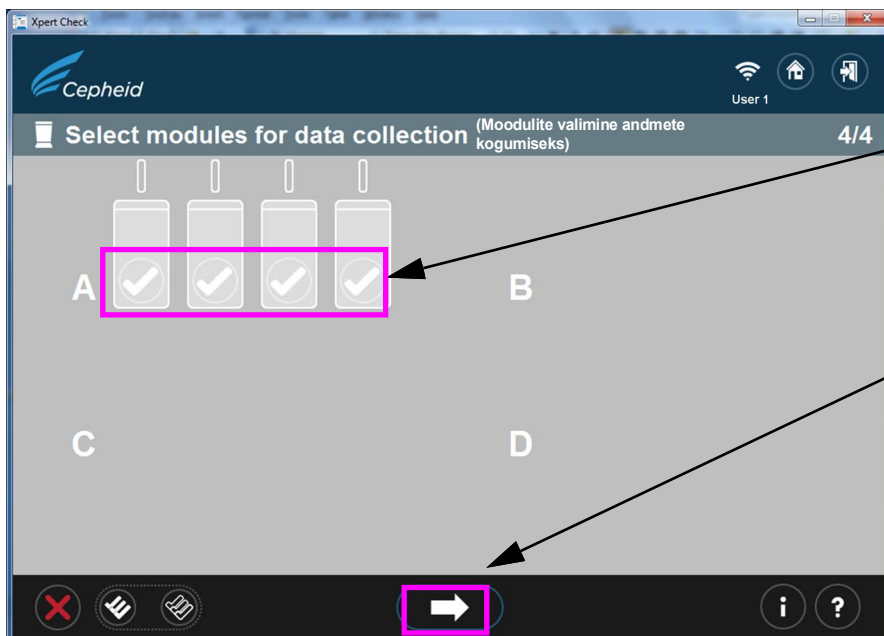 Xpert Check
Cepheid
User 1
Select modules for data collection (Moodulite valimine andmete
kogumiseks)
4/4
A
B
C
D
i
?